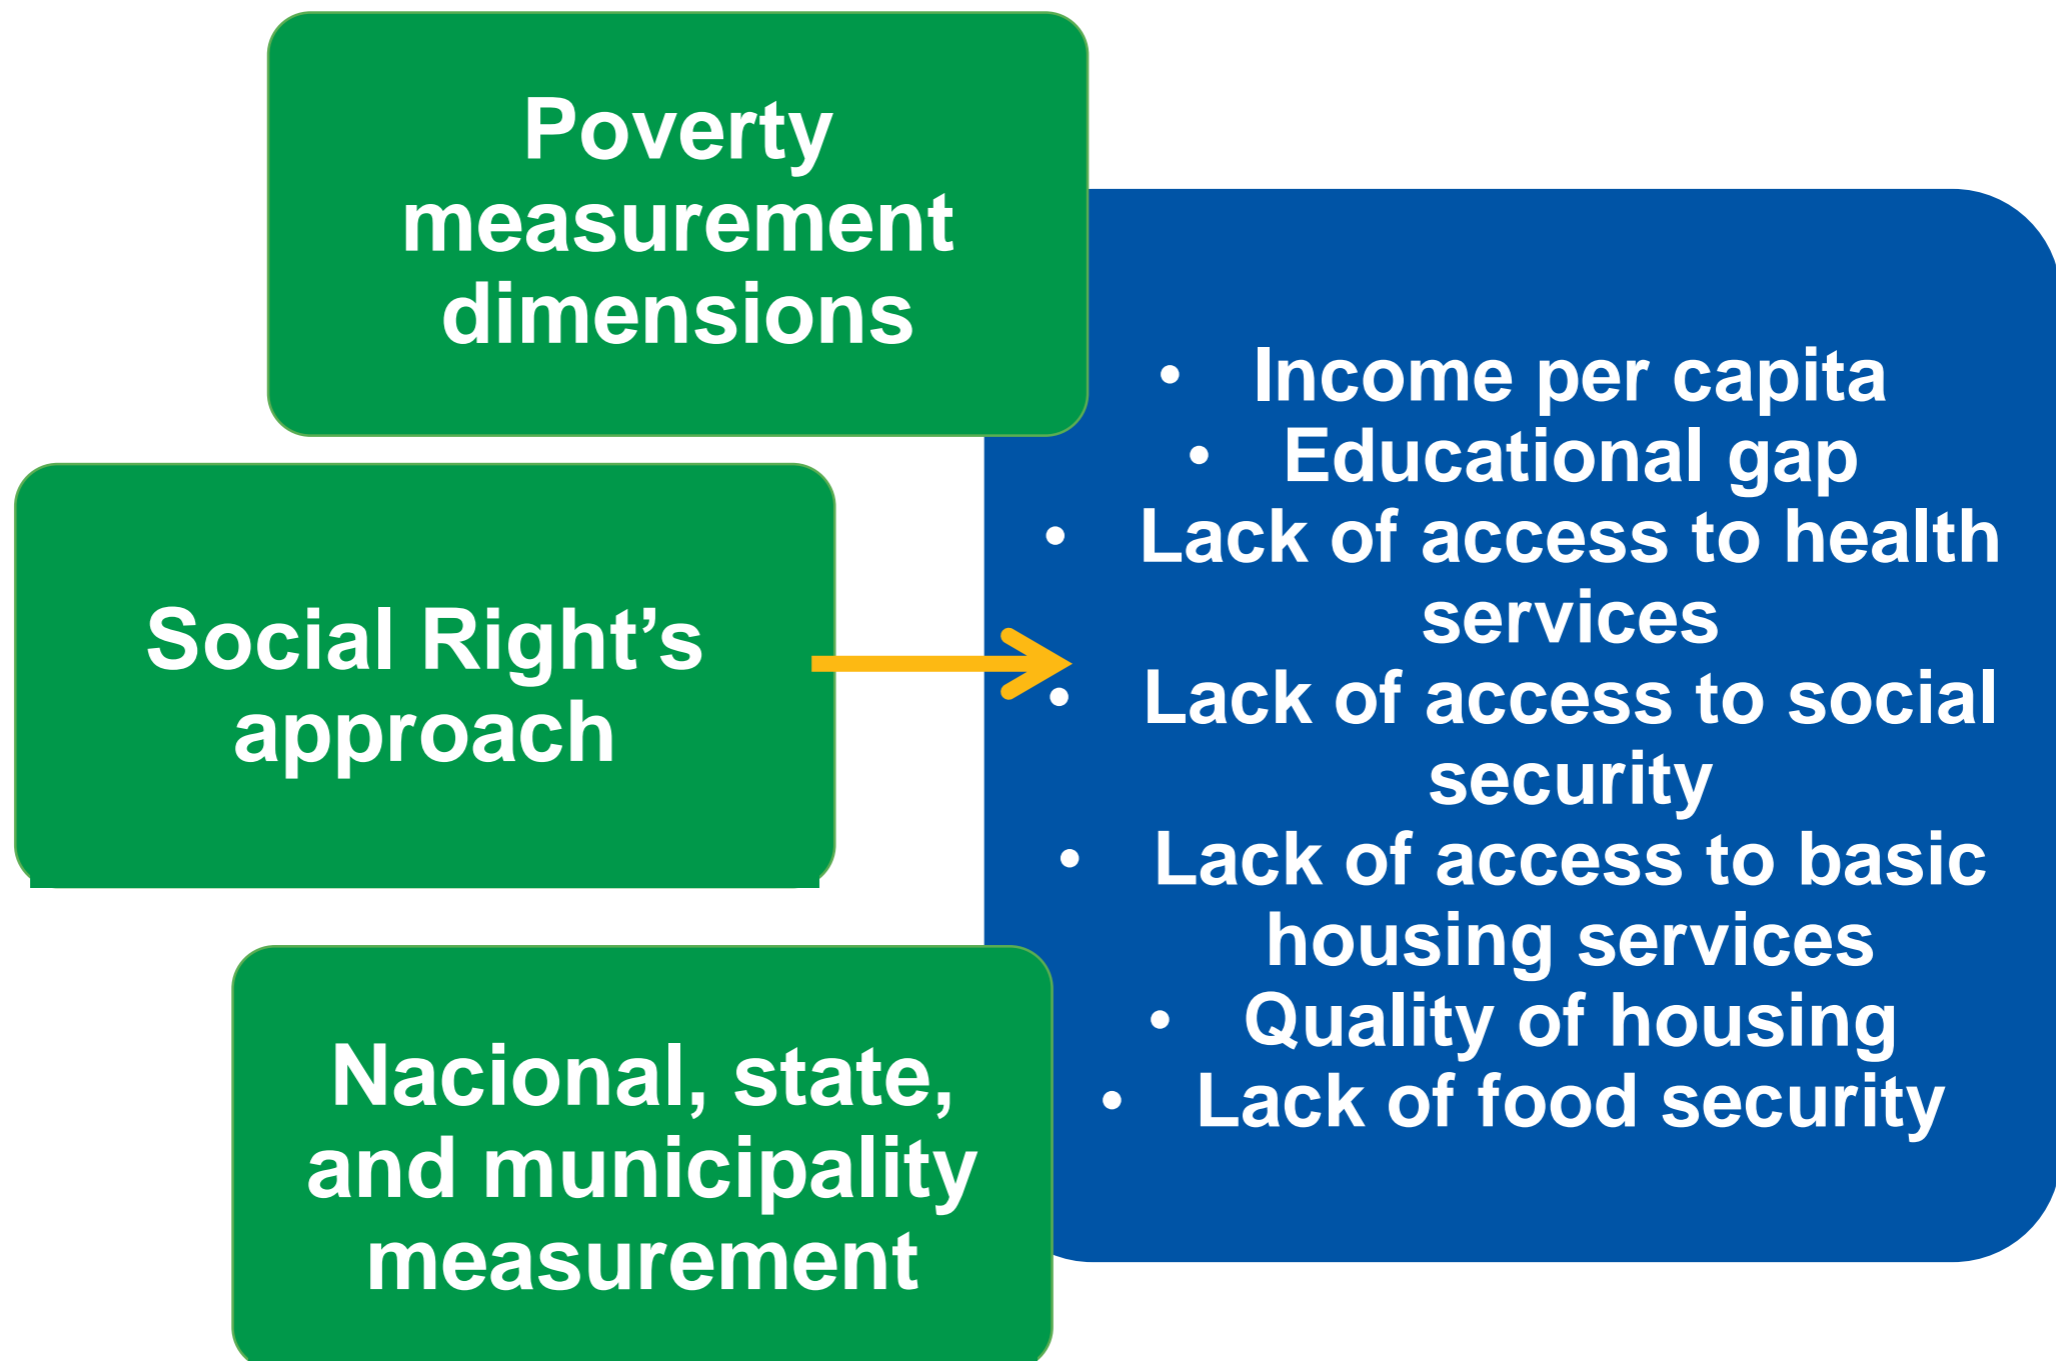 Poverty
measurement
dimensions
Social Right’s
approach
Nacional, state,
and municipality
measurement
• Income per capita
• Educational gap
• Lack of access to health
services
• Lack of access to social
security
• Lack of access to basic
housing services
• Quality of housing
• Lack of food security